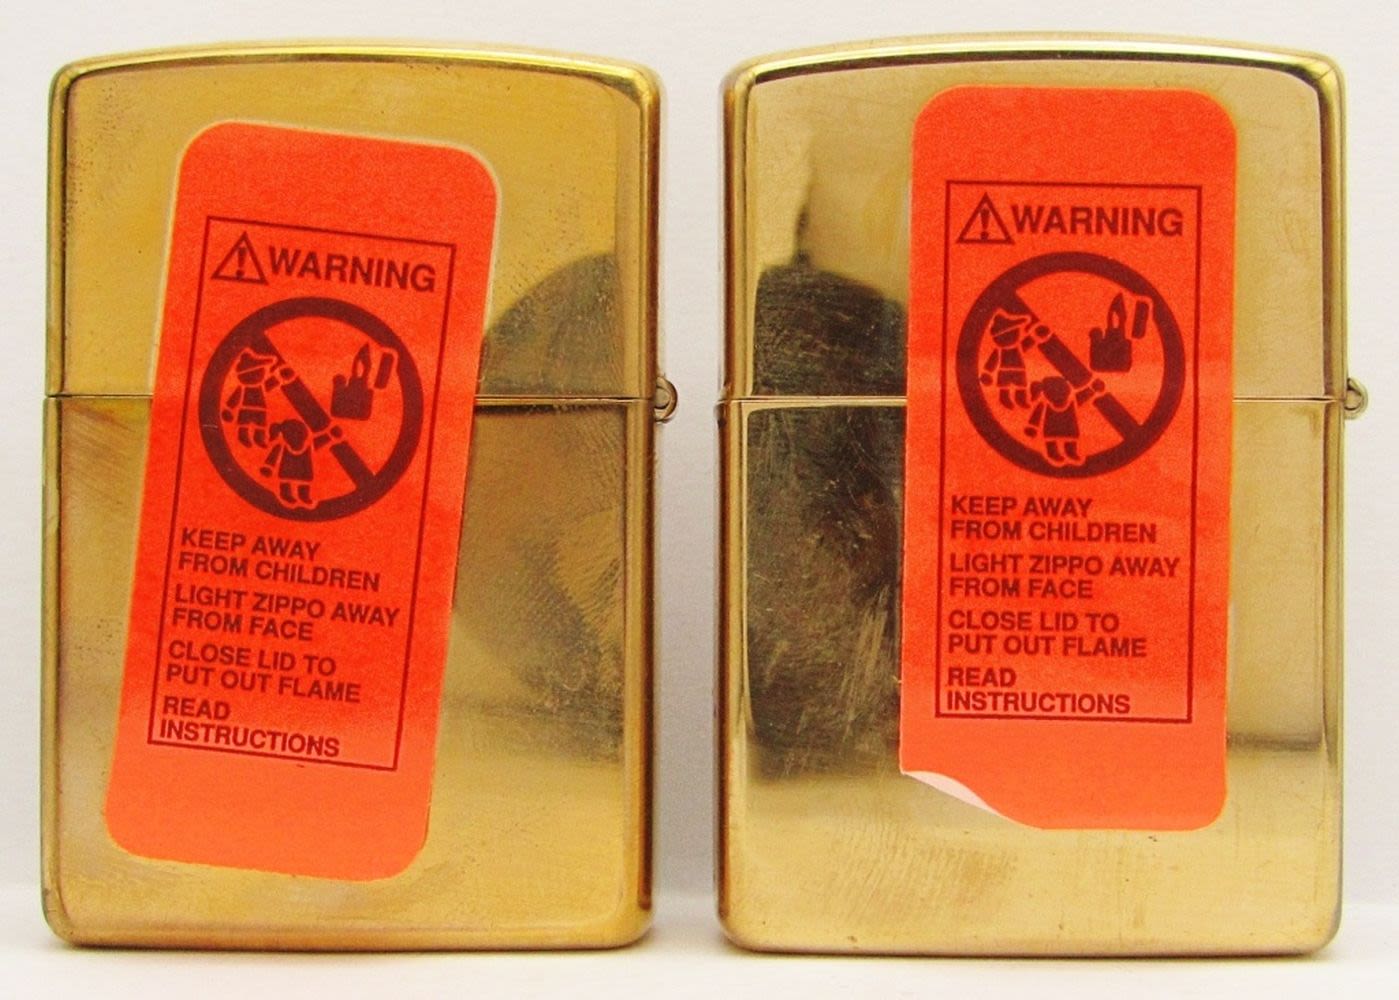 WARNING
KEEP AWAY
FROM CHILDREN
LIGHT ZIPPO AWAY
FROM FACE
CLOSE LID TO
PUT OUT FLAME
READ
INSTRUCTIONS
WARNING
KEEP AWAY
FROM CHILDREN
LIGHT ZIPPO AWAY
FROM FACE
CLOSE LID TO
PUT OUT FLAME
READ
INSTRUCTIONS